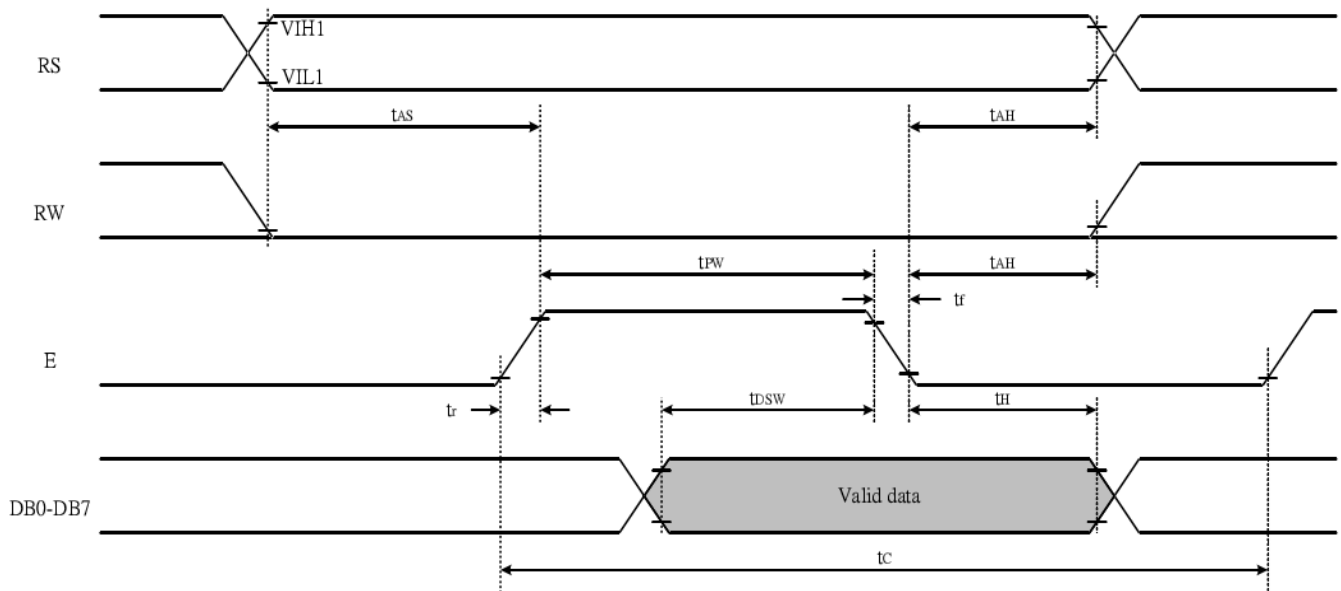 VIH1
RS
VIL1
tAS
tAH
RW
tPW
tAH
tf
E
tr
tDSW
tH
Valid data
DB0-DB7
tC